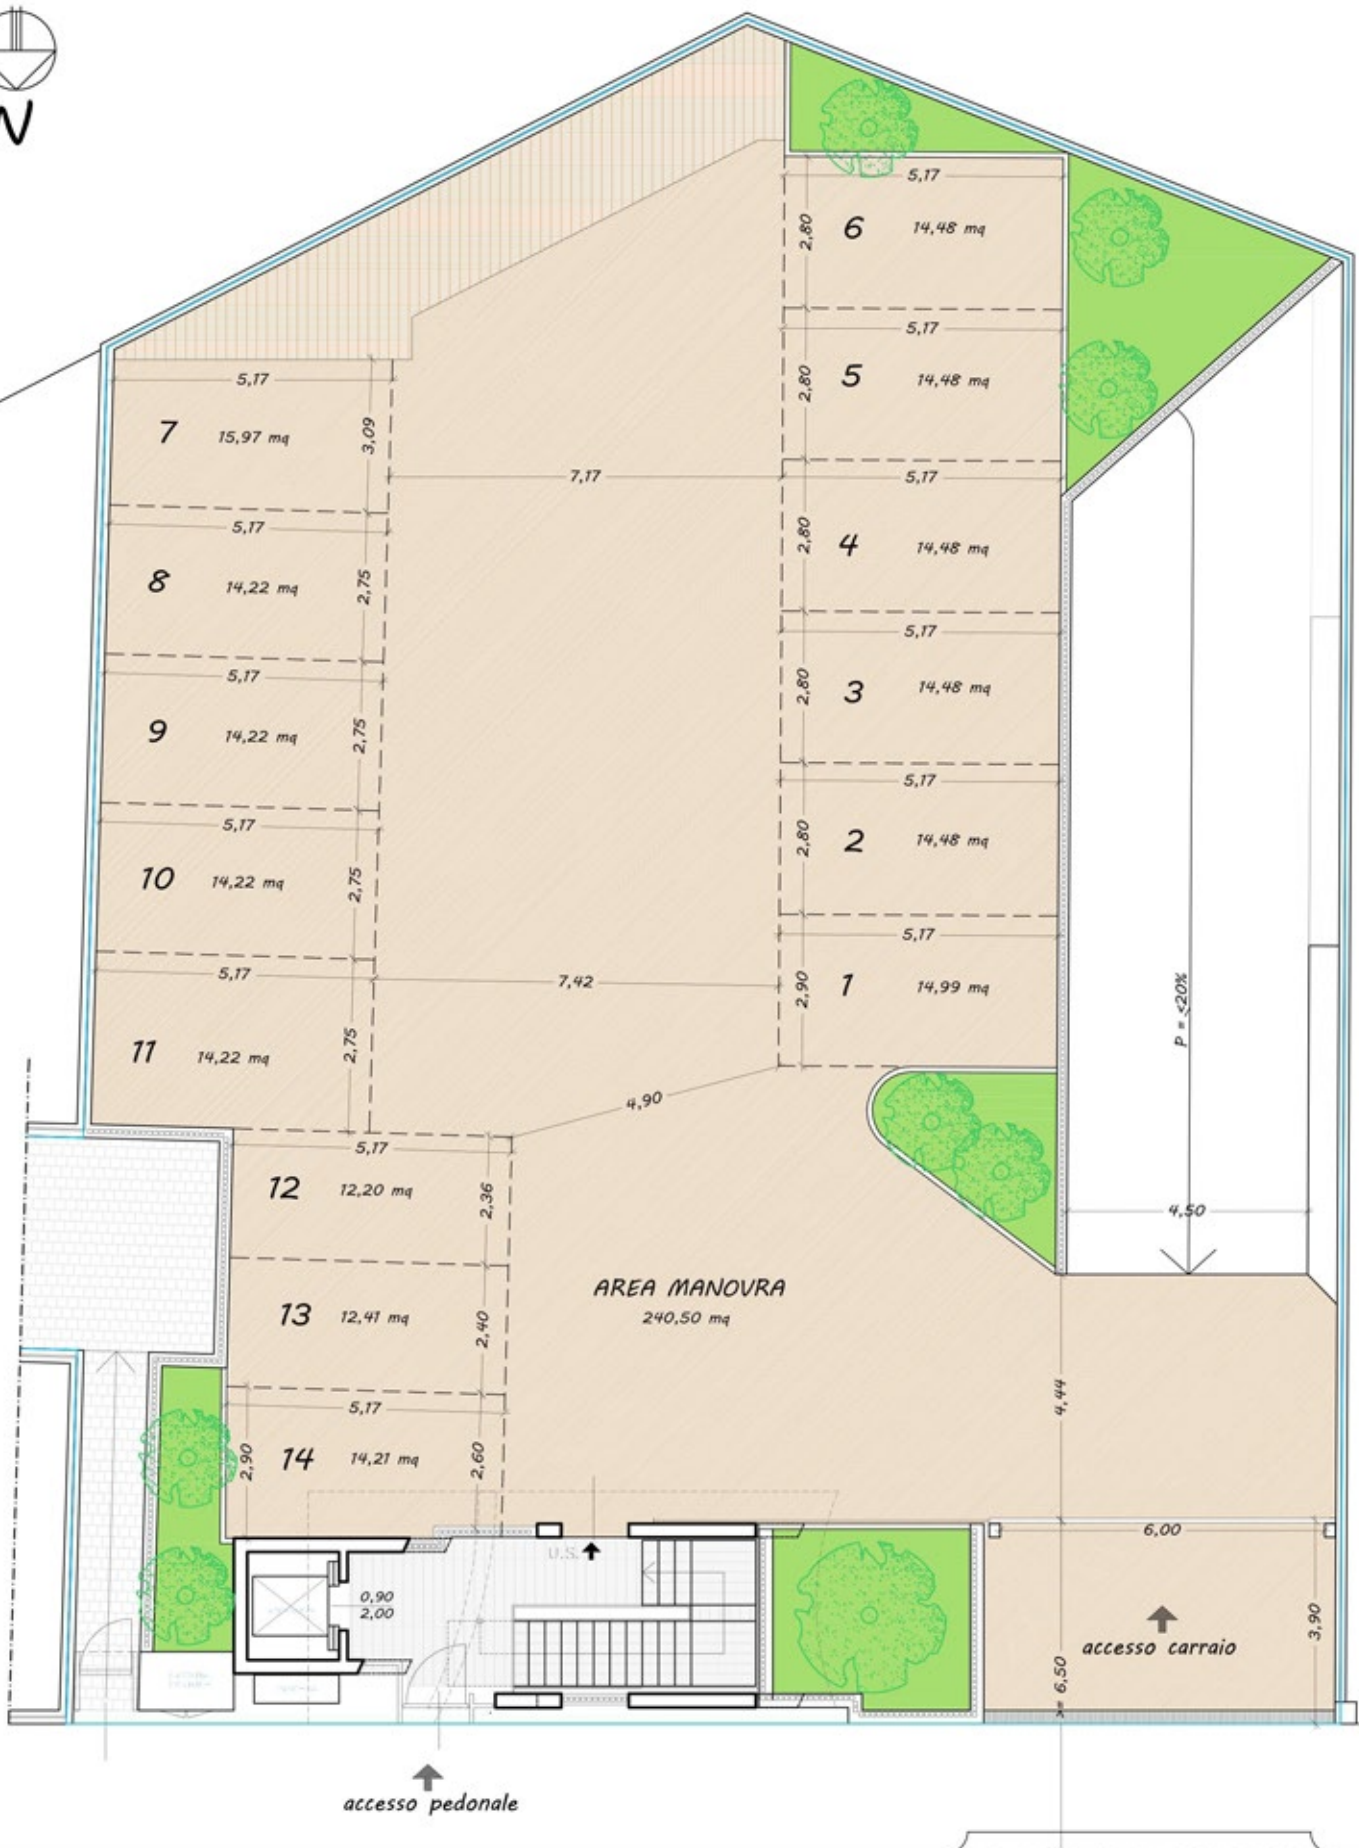 N
5,17
2,80
6 14,48 mq
5,17
2,80
5 14,48 mq
5,17
3,09
7 15,97 mq
7,17
5,17
2,80
4 14,48 mq
5,17
2,75
8 14,22 mq
5,17
2,80
3 14,48 mq
5,17
2,75
9 14,22 mq
5,17
2,80
2 14,48 mq
5,17
2,75
10 14,22 mq
5,17
2,90
1 14,99 mq
5,17
7,42
2,75
11 14,22 mq
P = ≤20%
4,90
5,17
12 12,20 mq
2,36
4,50
AREA MANOVRA
240,50 mq
13 12,41 mq
2,40
4,44
5,17
14 14,21 mq
2,90
2,60
6,00
U.S.
0,90
2,00
accesso carraio
3,90
>= 6,50
accesso pedonale